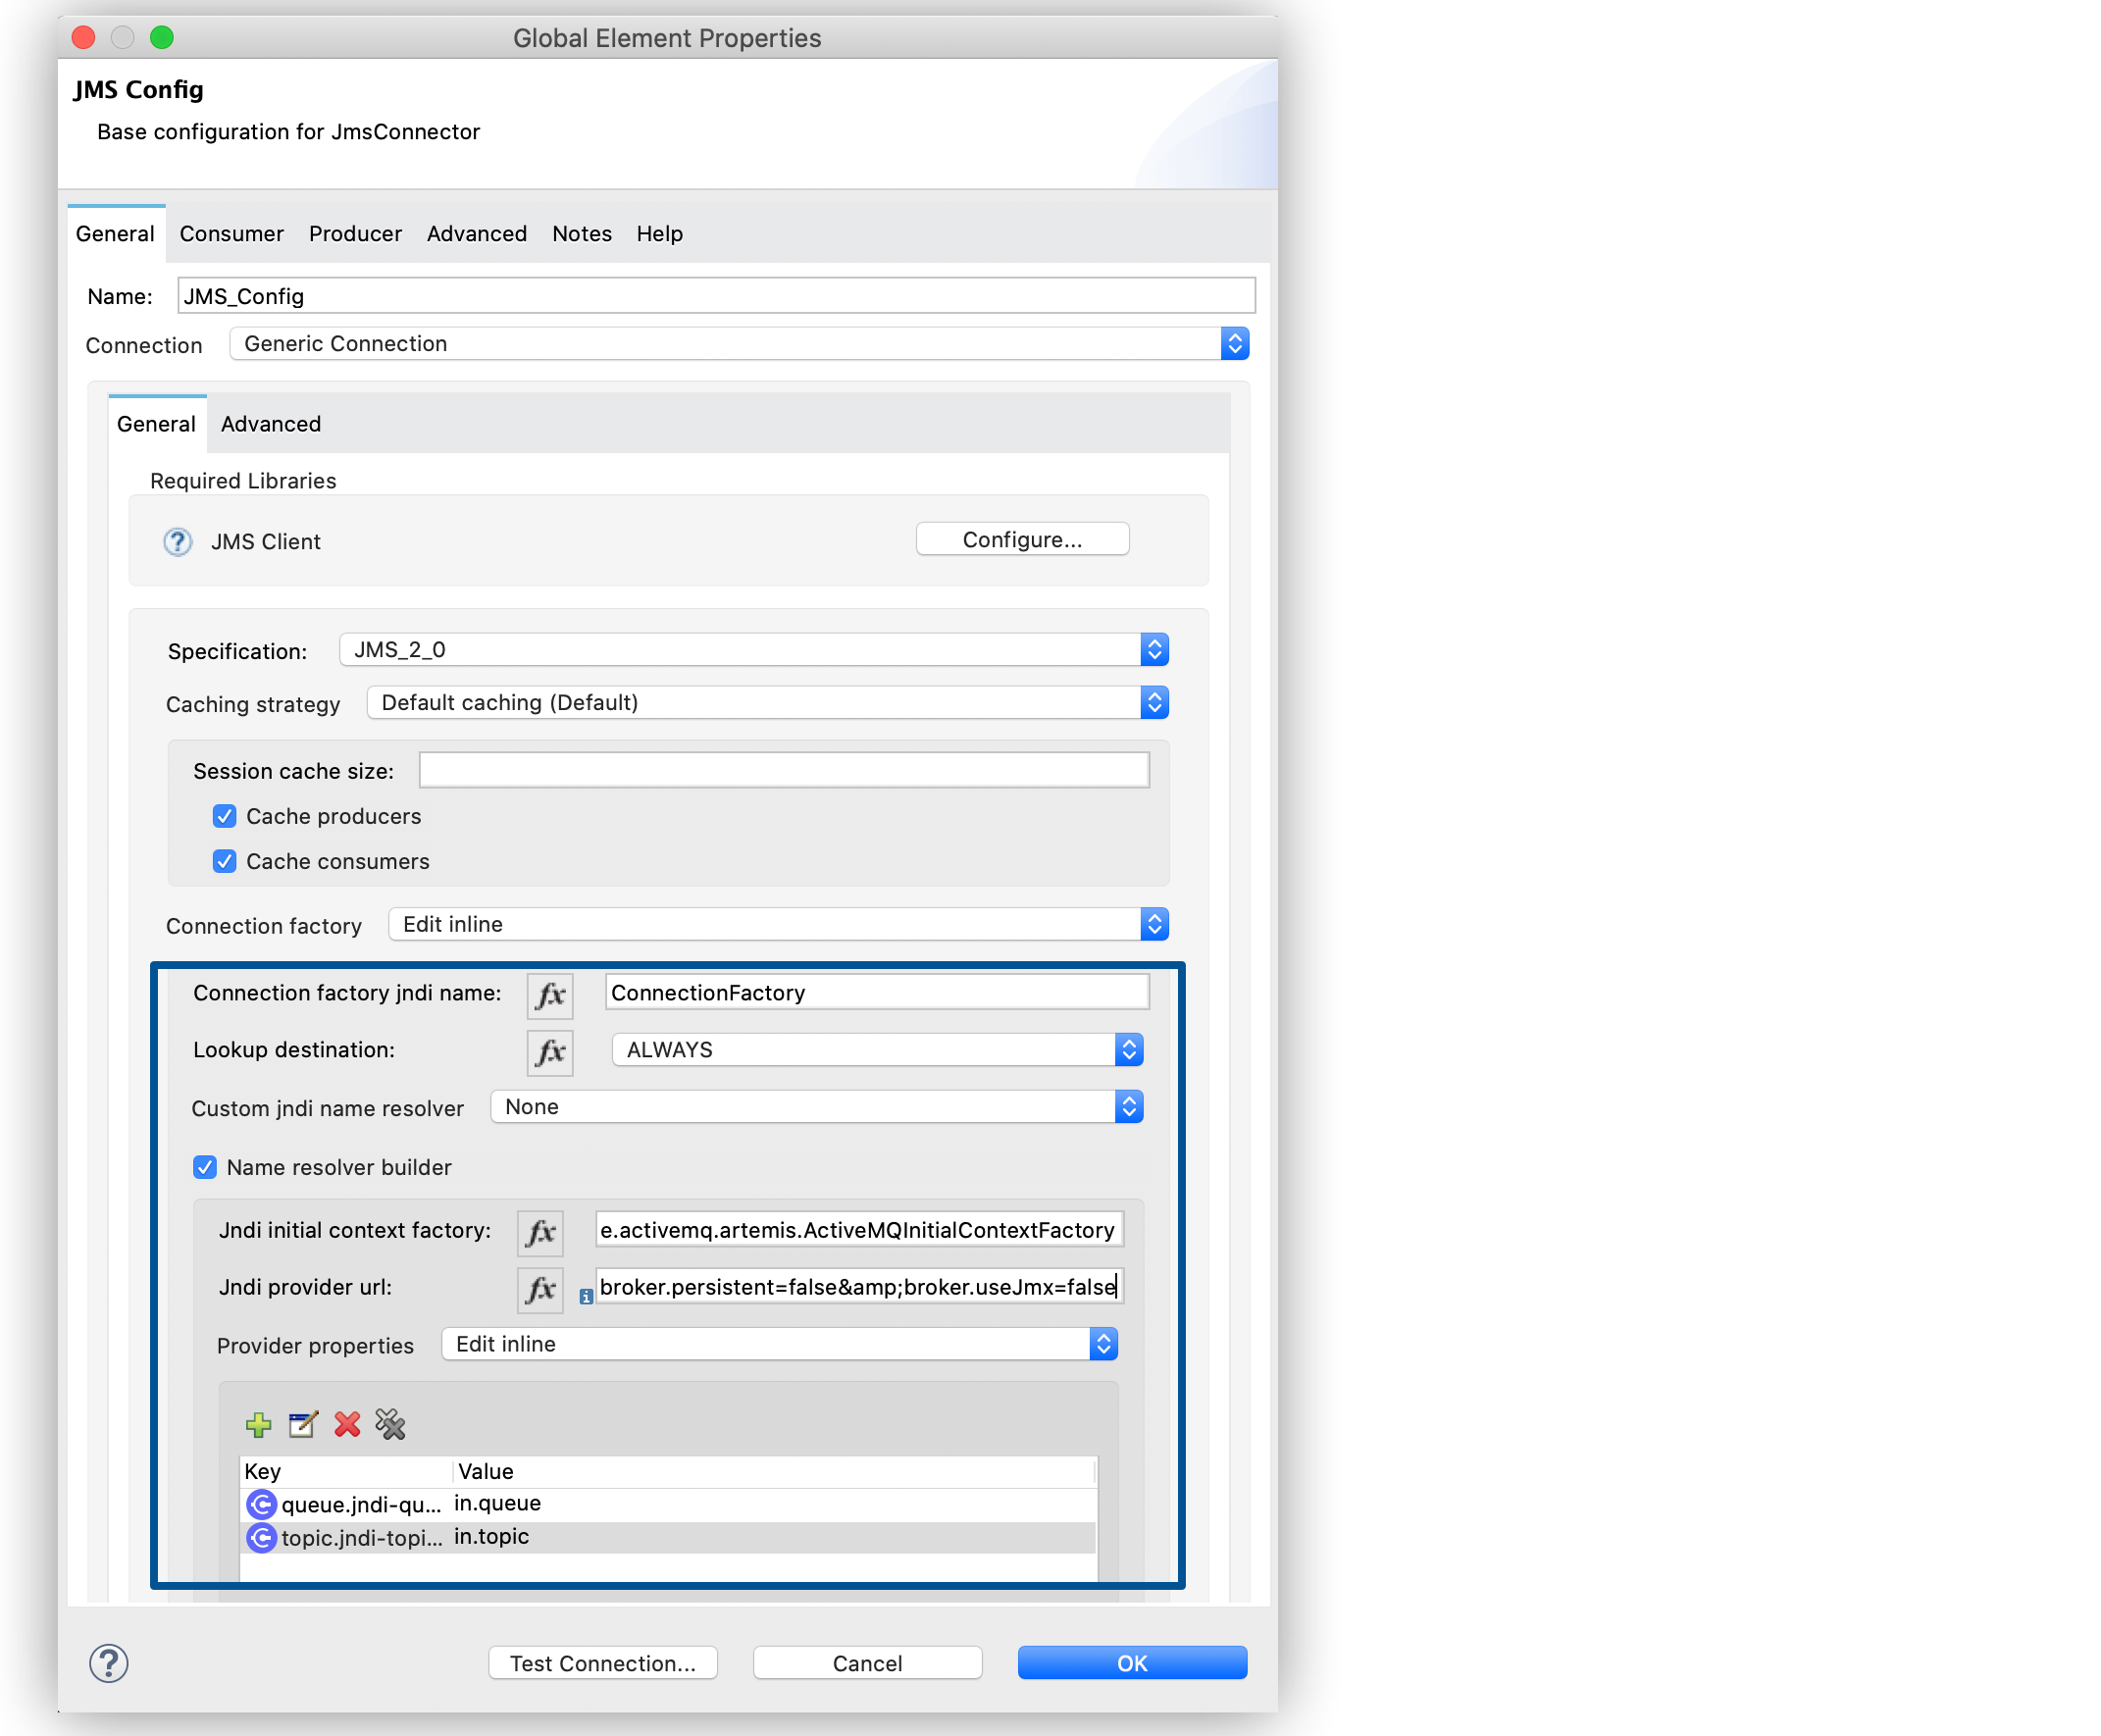 Global Element Properties
JMS Config
Base configuration for JmsConnector
General Consumer Producer Advanced Notes Help
Name: JMS_Config
Connection Generic Connection
General Advanced
Required Libraries
? JMS Client Configure...
Specification: JMS_2_0
Caching strategy Default caching (Default)
Session cache size:
Cache producers
Cache consumers
Connection factory Edit inline
Connection factory jndi name: fx ConnectionFactory
Lookup destination: fx ALWAYS
Custom jndi name resolver None
Name resolver builder
Jndi initial context factory: fx e.activemq.artemis.ActiveMQInitialContextFactory
Jndi provider url: fx i broker.persistent=false&amp;broker.useJmx=false
Provider properties Edit inline
Key Value
C queue.jndi-qu... in.queue
C topic.jndi-topi... in.topic
? Test Connection... Cancel OK